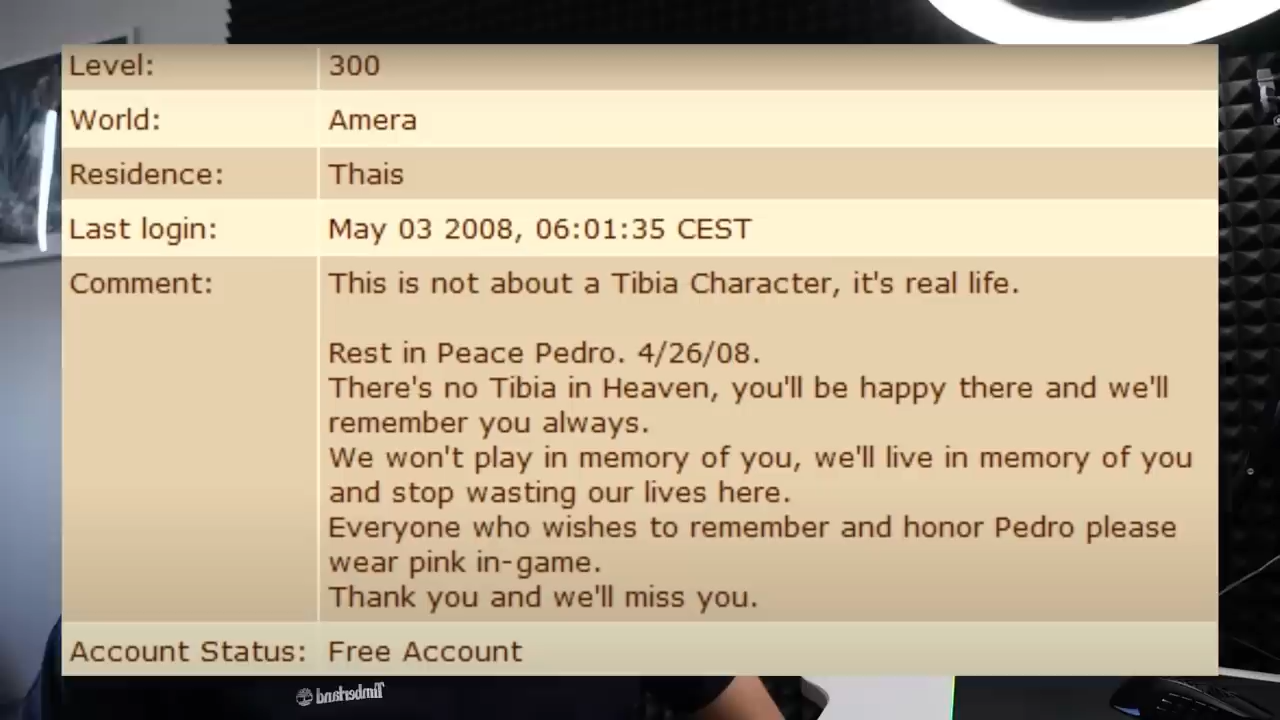 Level: 300
World: Amera
Residence: Thais
Last login: May 03 2008, 06:01:35 CEST
Comment: This is not about a Tibia Character, it's real life.
Rest in Peace Pedro. 4/26/08.
There's no Tibia in Heaven, you'll be happy there and we'll
remember you always.
We won't play in memory of you, we'll live in memory of you
and stop wasting our lives here.
Everyone who wishes to remember and honor Pedro please
wear pink in-game.
Thank you and we'll miss you.
Account Status: Free Account
Timberland